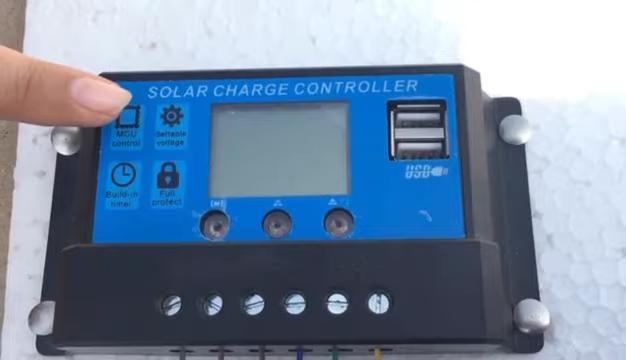 SOLAR CHARGE CONTROLLER
MCU
control
Settable
voltage
USB
Build-in
timer
Full
protect